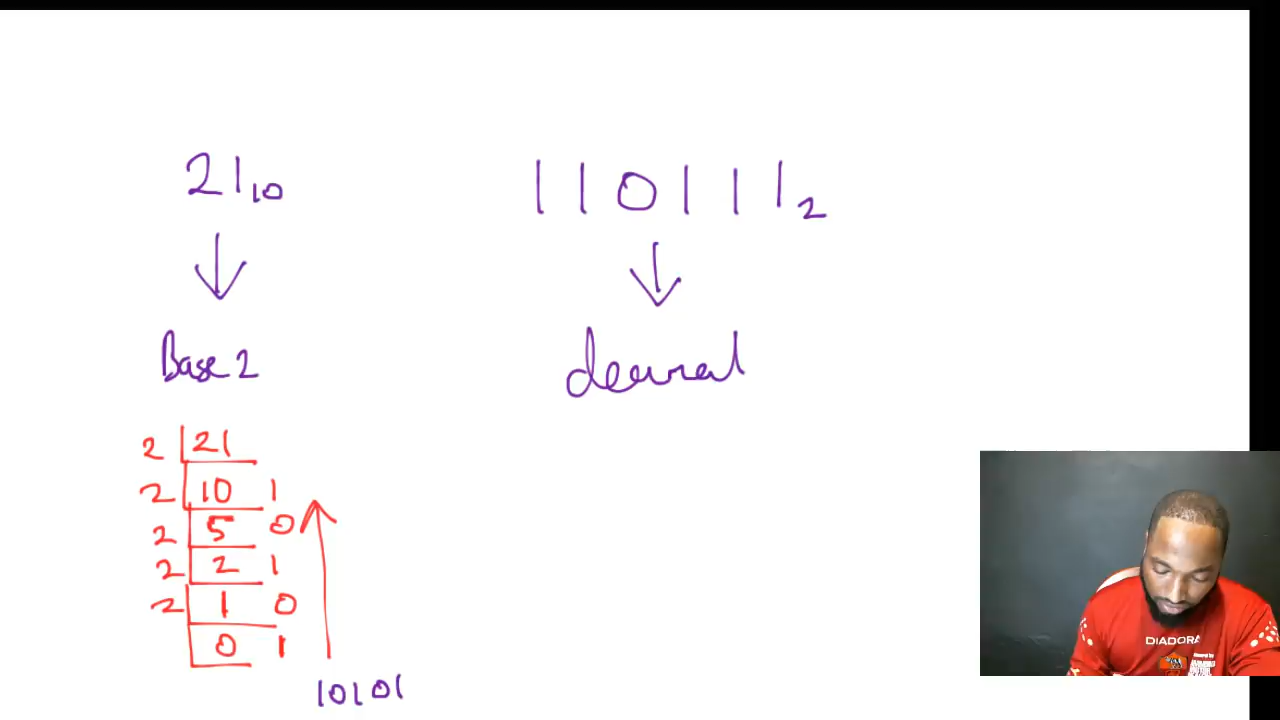 21₁₀
110111₂
↓
↓
Base 2
decimal
2 | 21
2 | 10 1
2 | 5 0
2 | 2 1
2 | 1 0
0 1
10101
DIADORA